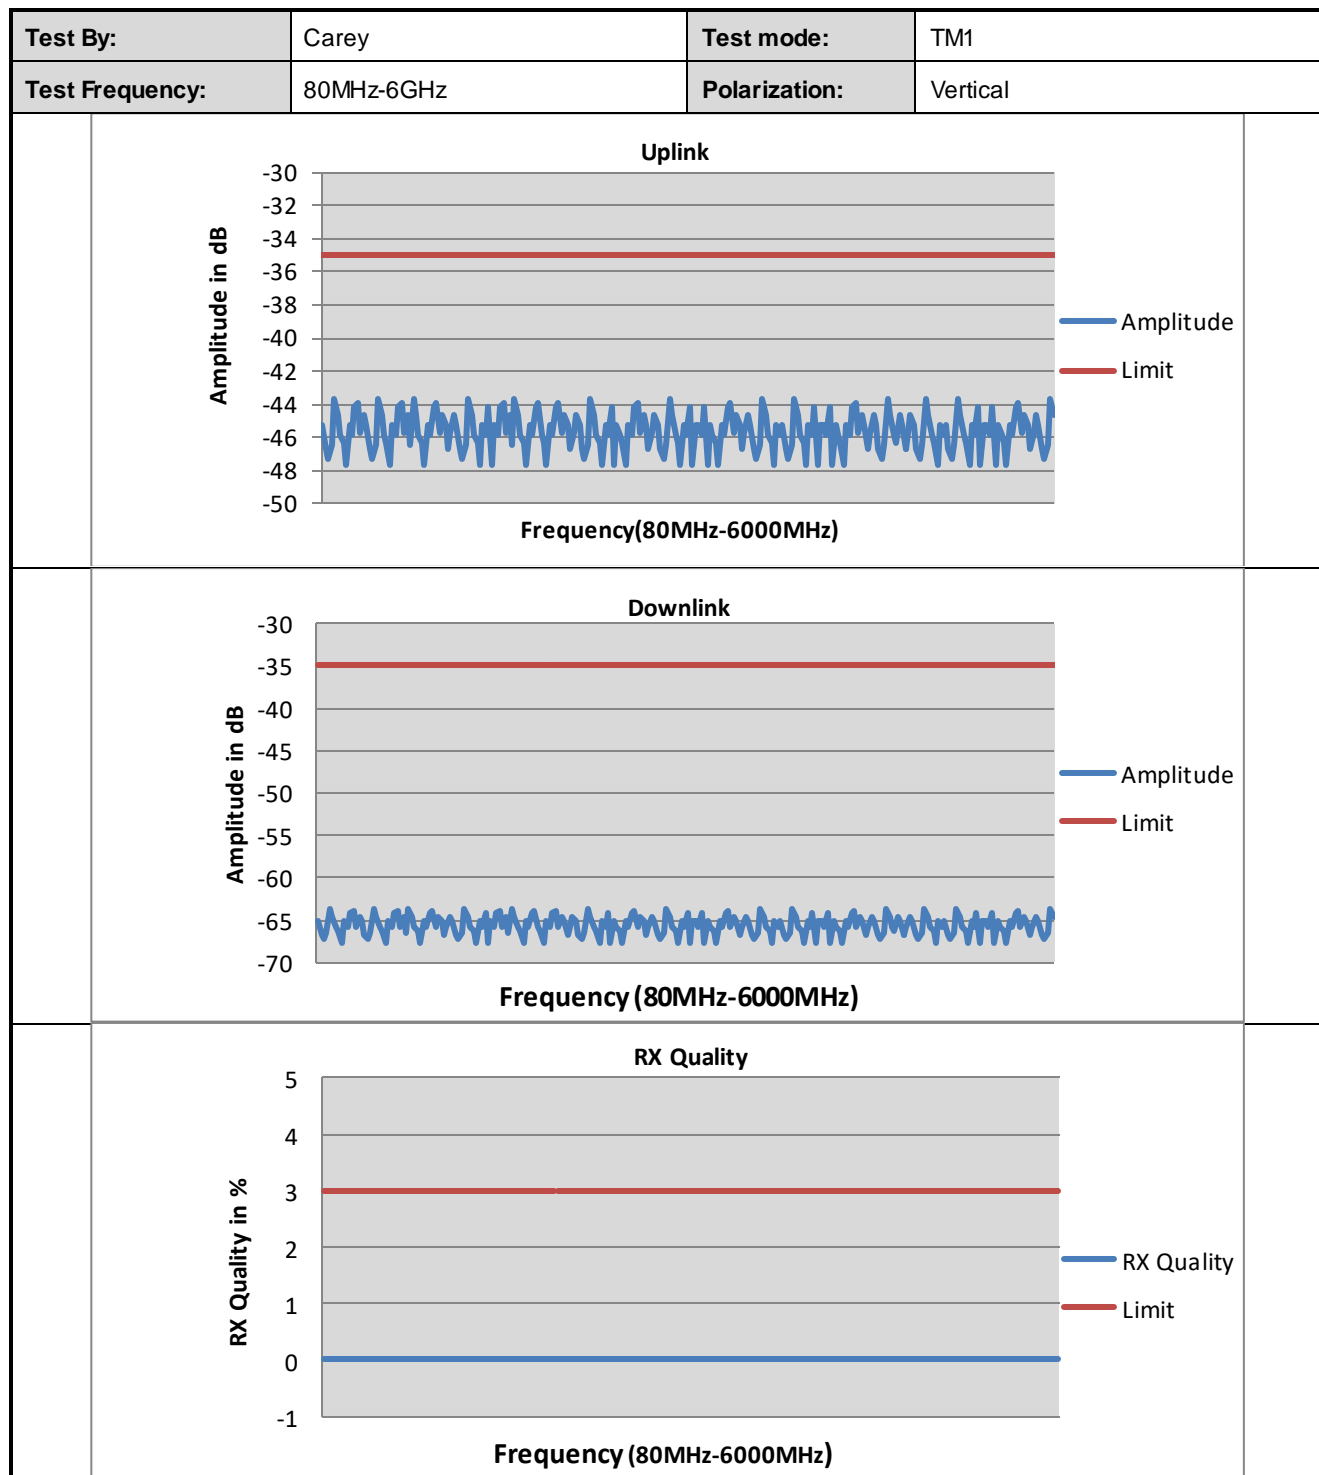 Test By: Carey Test mode: TM1
Test Frequency: 80MHz-6GHz Polarization: Vertical
Uplink
Amplitude in dB
-30
-32
-34
-36
-38
-40
-42
-44
-46
-48
-50
Amplitude
Limit
Frequency(80MHz-6000MHz)
Downlink
Amplitude in dB
-30
-35
-40
-45
-50
-55
-60
-65
-70
Amplitude
Limit
Frequency (80MHz-6000MHz)
RX Quality
RX Quality in %
5
4
3
2
1
0
-1
RX Quality
Limit
Frequency (80MHz-6000MHz)